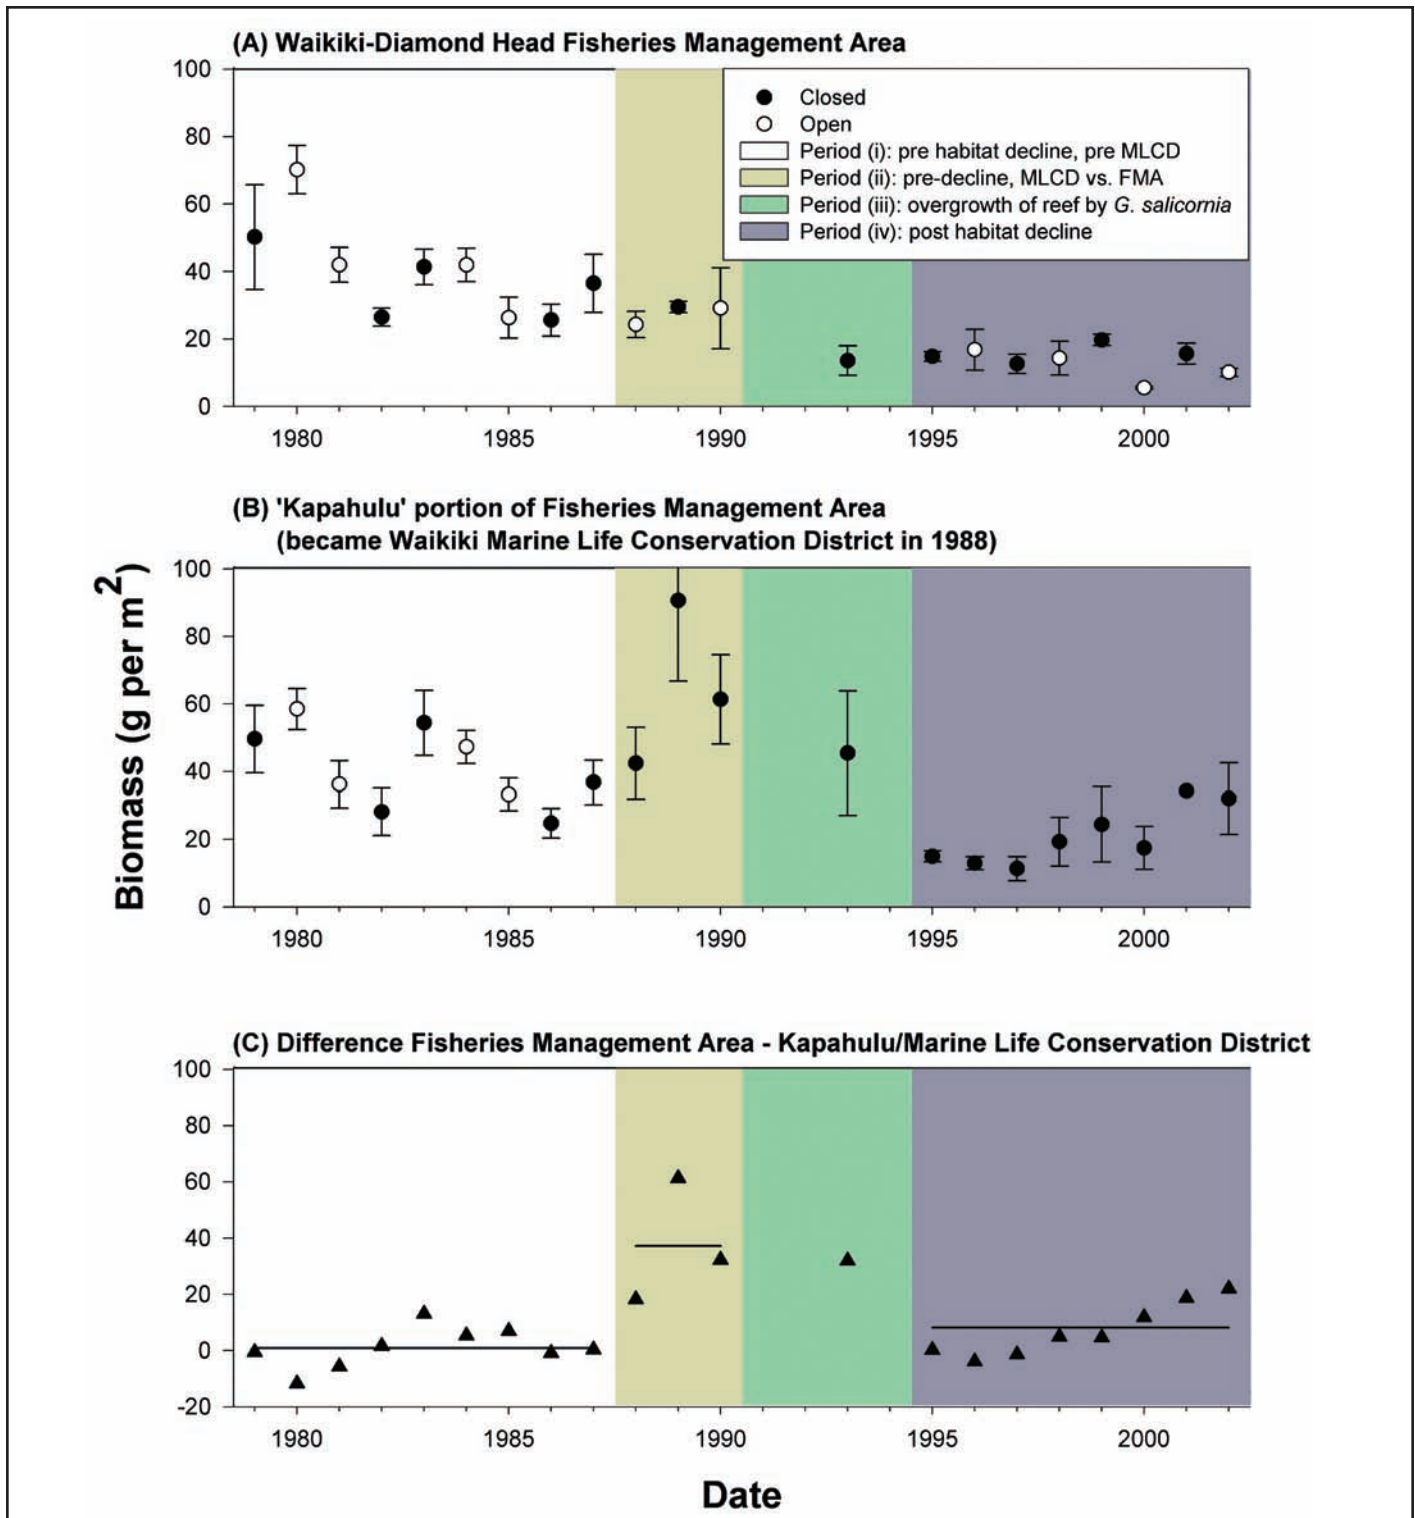 (A) Waikiki-Diamond Head Fisheries Management Area
100
80
60
40
20
0
Closed
Open
Period (i): pre habitat decline, pre MLCD
Period (ii): pre-decline, MLCD vs. FMA
Period (iii): overgrowth of reef by G. salicornia
Period (iv): post habitat decline
1980 1985 1990 1995 2000
(B) 'Kapahulu' portion of Fisheries Management Area
(became Waikiki Marine Life Conservation District in 1988)
Biomass (g per m2)
100
80
60
40
20
0
1980 1985 1990 1995 2000
(C) Difference Fisheries Management Area - Kapahulu/Marine Life Conservation District
100
80
60
40
20
0
-20
1980 1985 1990 1995 2000
Date